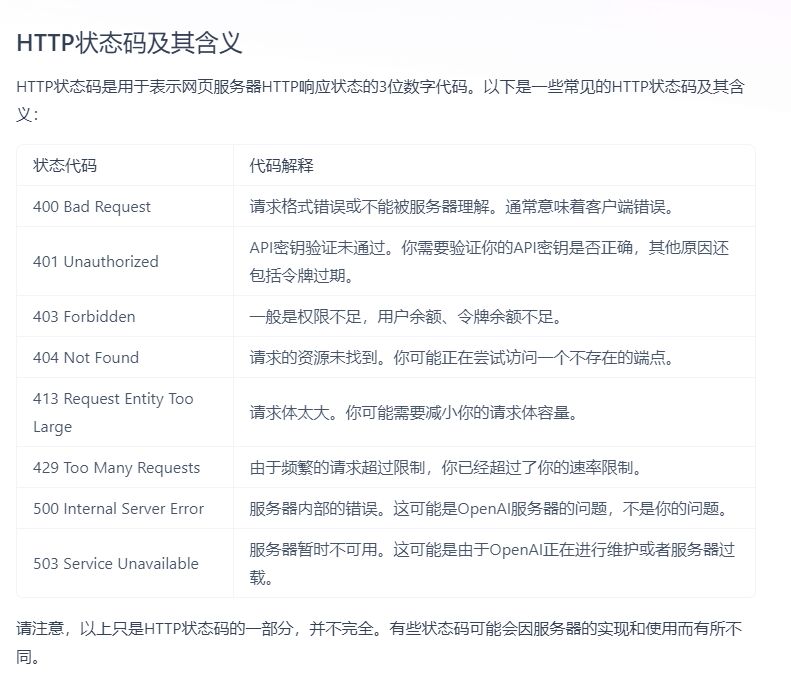 HTTP状态码及其含义
HTTP状态码是用于表示网页服务器HTTP响应状态的3位数字代码。以下是一些常见的HTTP状态码及其含
义：
状态代码
代码解释
400 Bad Request
请求格式错误或不能被服务器理解。通常意味着客户端错误。
401 Unauthorized
API密钥验证未通过。你需要验证你的API密钥是否正确，其他原因还
包括令牌过期。
403 Forbidden
一般是权限不足，用户余额、令牌余额不足。
404 Not Found
请求的资源未找到。你可能正在尝试访问一个不存在的端点。
413 Request Entity Too
Large
请求体太大。你可能需要减小你的请求体容量。
429 Too Many Requests
由于频繁的请求超过限制，你已经超过了你的速率限制。
500 Internal Server Error
服务器内部的错误。这可能是OpenAI服务器的问题，不是你的问题。
503 Service Unavailable
服务器暂时不可用。这可能是由于OpenAI正在进行维护或者服务器过
载。
请注意，以上只是HTTP状态码的一部分，并不完全。有些状态码可能会因服务器的实现和使用而有所不
同。